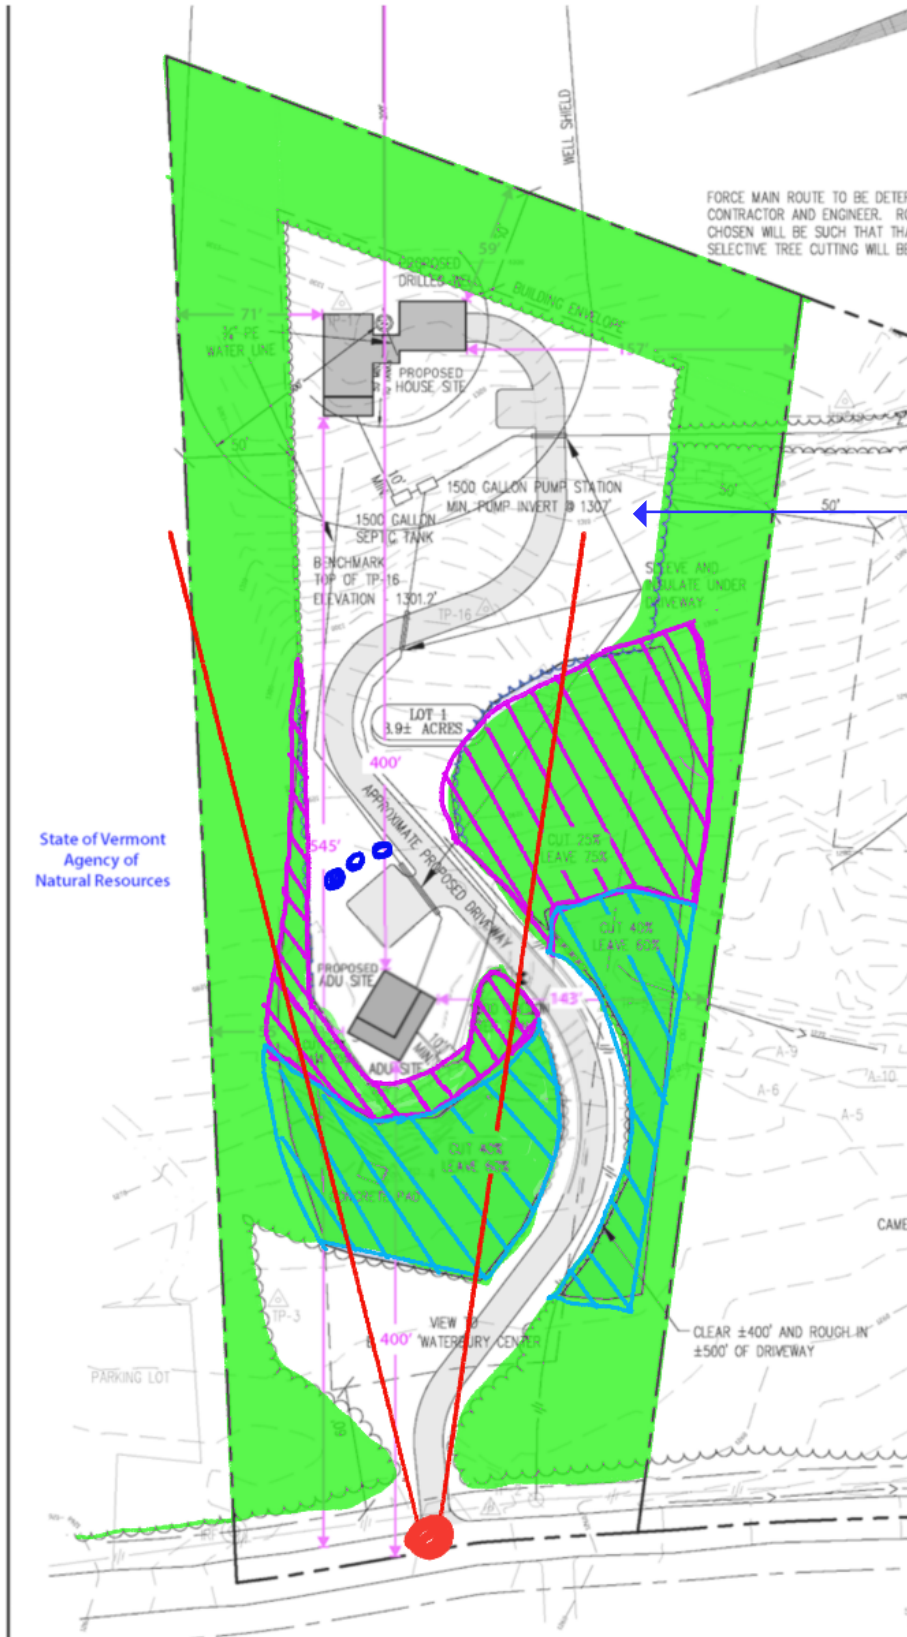 WELL SHIELD
FORCE MAIN ROUTE TO BE
CONTRACTOR AND ENGINEER.
CHOSEN WILL BE SUCH THAT
SELECTIVE TREE CUTTING WILL BE
50'
59'
PROPOSED
DRILLED WELL
BUILDING ENVELOPE
71'
¾" PE
WATER LINE
157'
PROPOSED
HOUSE SITE
50'
10'
MIN.
1500 GALLON PUMP STATION
MIN. PUMP INVERT @ 1307'
50'
50'
1500 GALLON
SEPTIC TANK
BENCHMARK
TOP OF TP-16
ELEVATION 1301.2'
SLEEVE AND
INSULATE UNDER
DRIVEWAY
TP-16
LOT 1
3.9± ACRES
400'
APPROXIMATE PROPOSED DRIVEWAY
State of Vermont
Agency of
Natural Resources
545'
CUT 25%
LEAVE 75%
CUT 40%
LEAVE 60%
PROPOSED
ADU SITE
143'
MIN.
ADU SITE
A-9
A-10
A-6
A-5
CUT 40%
LEAVE 60%
CONCRETE PAD
TP-3
VIEW TO
400' WATERBURY CENTER
CLEAR ±400' AND ROUGH IN
±500' OF DRIVEWAY
PARKING LOT
60'